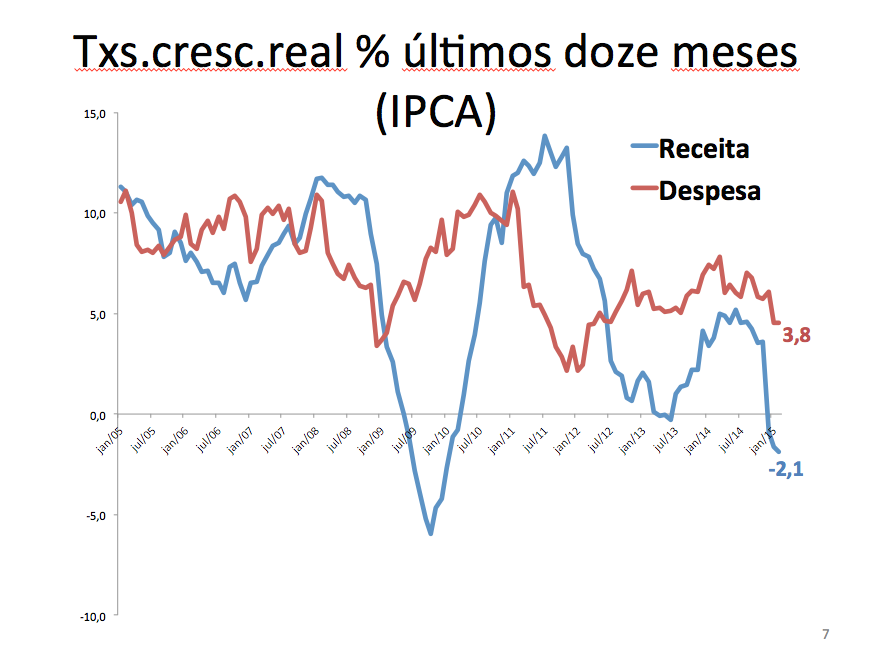 Txs.cresc.real % últimos doze meses
(IPCA)
15,0
10,0
5,0
0,0
-5,0
-10,0
Receita
Despesa
3,8
-2,1
jan/05
jul/05
jan/06
jul/06
jan/07
jul/07
jan/08
jul/08
jan/09
jul/09
jan/10
jul/10
jan/11
jul/11
jan/12
jul/12
jan/13
jul/13
jan/14
jul/14
jan/15
7